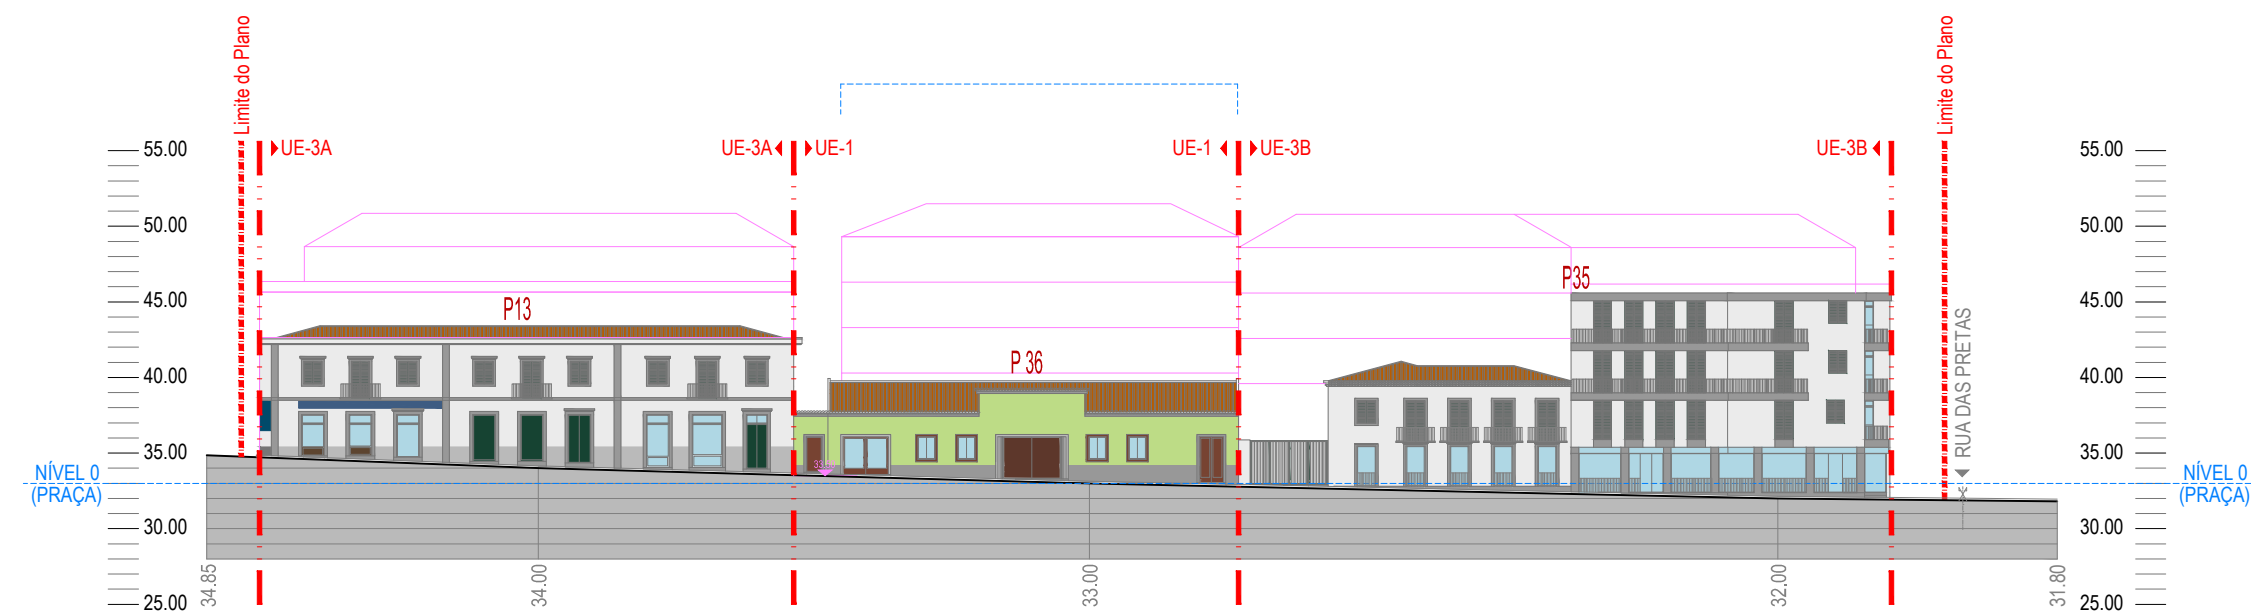 Limite do Plano
Limite do Plano
UE-3A
UE-3A
UE-1
UE-1
UE-3B
UE-3B
55.00
50.00
45.00
40.00
35.00
30.00
25.00
55.00
50.00
45.00
40.00
35.00
30.00
25.00
P13
P 36
P35
RUA DAS PRETAS
NÍVEL 0
(PRAÇA)
NÍVEL 0
(PRAÇA)
34.85
34.00
33.00
32.00
31.80